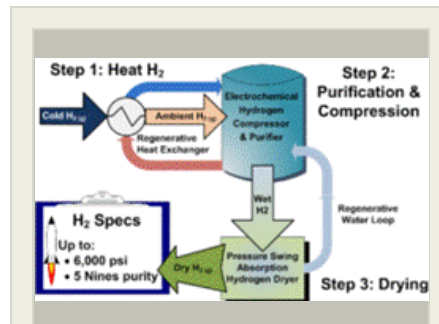 Step 1: Heat H2
Step 2:
Purification &
Compression
Cold H2
Ambient H2
Regenerative
Heat Exchanger
Electrochemical
Hydrogen
Compressor
& Purifier
Wet
H2
Regenerative
Water Loop
H2 Specs
Up to:
• 6,000 psi
• 5 Nines purity
Dry H2
Pressure Swing
Absorption
Hydrogen Dryer
Step 3: Drying